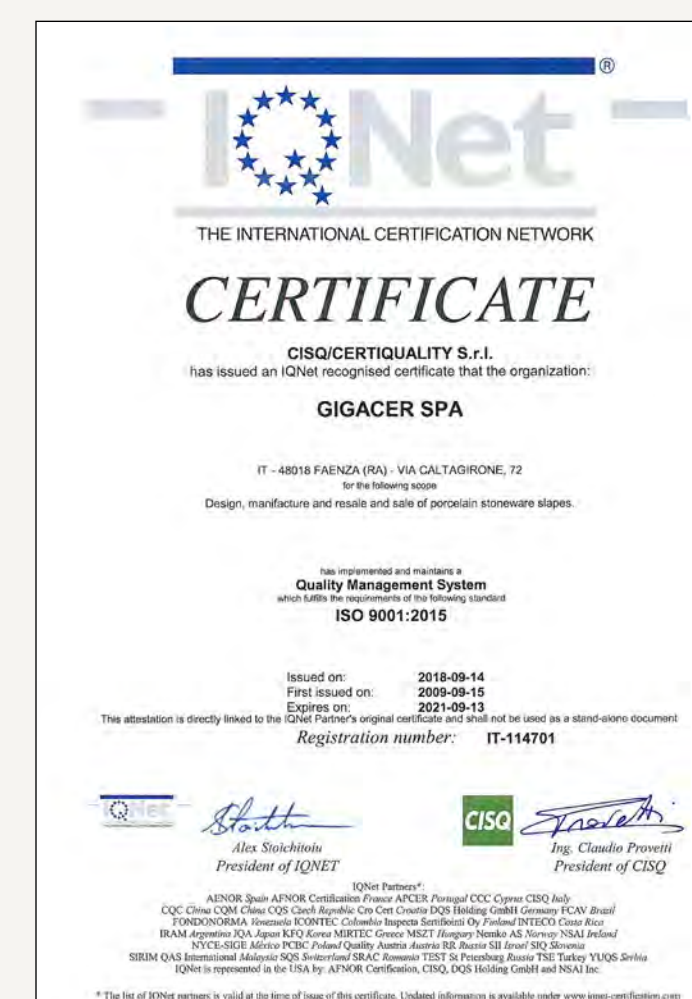 IQNet ®
THE INTERNATIONAL CERTIFICATION NETWORK
CERTIFICATE
CISQ/CERTIQUALITY S.r.l.
has issued an IQNet recognised certificate that the organization:
GIGACER SPA
IT - 48018 FAENZA (RA) - VIA CALTAGIRONE, 72
for the following scope
Design, manifacture and resale and sale of porcelain stoneware slapes.
has implemented and maintains a
Quality Management System
which fulfills the requirements of the following standard
ISO 9001:2015
Issued on: 2018-09-14
First issued on: 2009-09-15
Expires on: 2021-09-13
This attestation is directly linked to the IQNet Partner's original certificate and shall not be used as a stand-alone document
Registration number: IT-114701
IQNet
CISQ
Alex Stoichitoiu
President of IQNET
Ing. Claudio Provetti
President of CISQ
IQNet Partners*:
AENOR Spain AFNOR Certification France APCER Portugal CCC Cyprus CISQ Italy
CQC China CQM China CQS Czech Republic Cro Cert Croatia DQS Holding GmbH Germany FCAV Brazil
FONDONORMA Venezuela ICONTEC Colombia Inspecta Sertifiointi Oy Finland INTECO Costa Rica
IRAM Argentina JQA Japan KFQ Korea MIRTEC Greece MSZT Hungary Nemko AS Norway NSAI Ireland
NYCE-SIGE México PCBC Poland Quality Austria Austria RR Russia SII Israel SIQ Slovenia
SIRIM QAS International Malaysia SQS Switzerland SRAC Romania TEST St Petersburg Russia TSE Turkey YUQS Serbia
IQNet is represented in the USA by: AFNOR Certification, CISQ, DQS Holding GmbH and NSAI Inc.
* The list of IQNet partners is valid at the time of issue of this certificate. Updated information is available under www.iqnet-certification.com